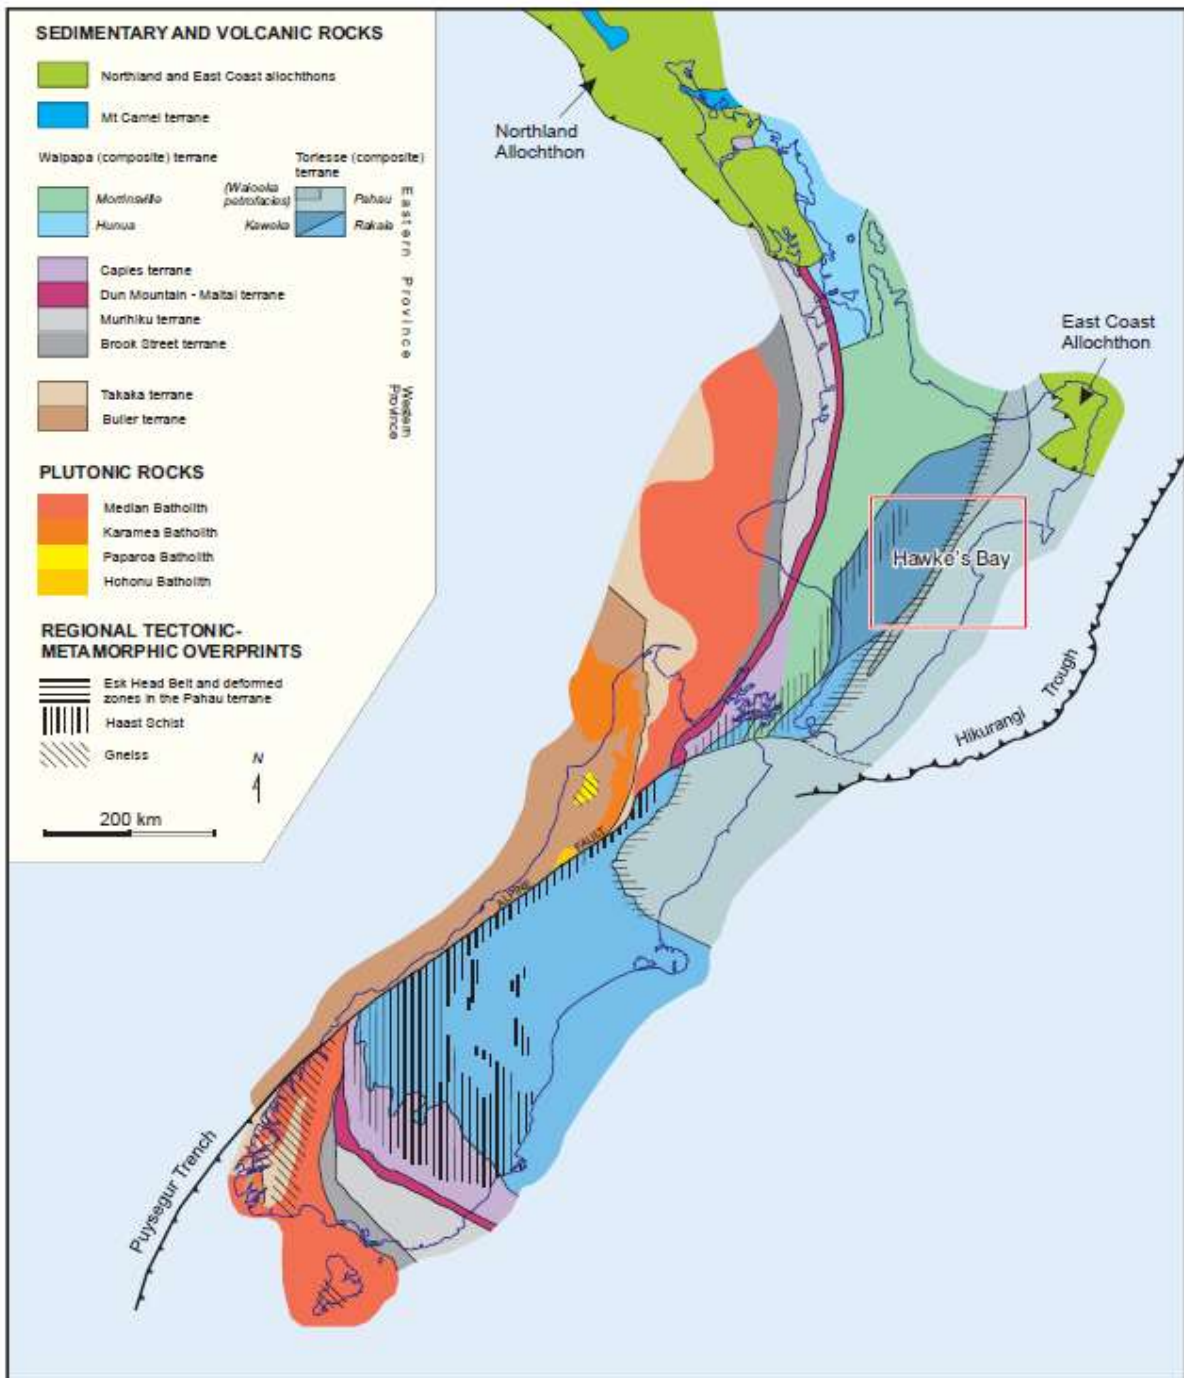 SEDIMENTARY AND VOLCANIC ROCKS
Northland and East Coast allochthons
Mt Camel terrane
Waipapa (composite) terrane
Torlesse (composite)
terrane
Morrinsville
Hunua
(Waioeka
petrofacies)
Pahau
Kaweka
Rakaia
Eastern Province
Caples terrane
Dun Mountain - Maitai terrane
Murihiku terrane
Brook Street terrane
Takaka terrane
Buller terrane
Western
Province
PLUTONIC ROCKS
Median Batholith
Karamea Batholith
Paparoa Batholith
Hohonu Batholith
REGIONAL TECTONIC-
METAMORPHIC OVERPRINTS
Esk Head Belt and deformed
zones in the Pahau terrane
Haast Schist
Gneiss
N
200 km
Northland
Allochthon
East Coast
Allochthon
Hawke's Bay
Hikurangi Trough
ALPINE FAULT
Puysegur Trench